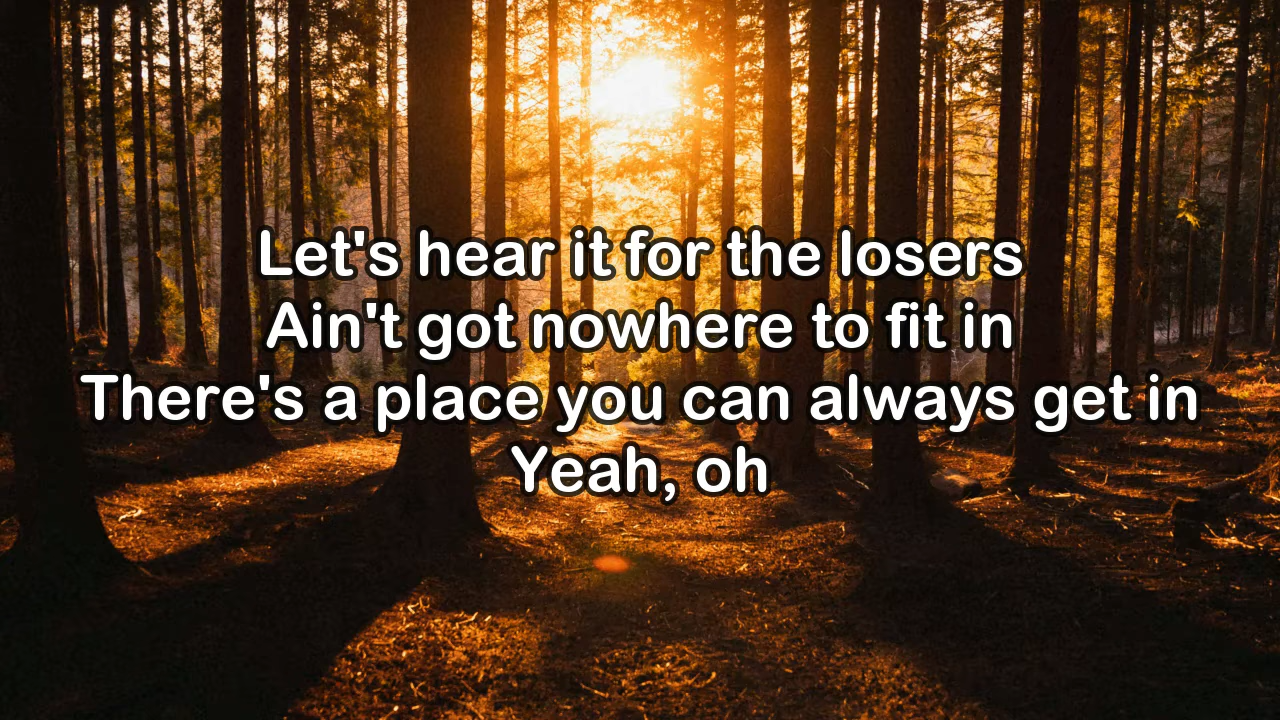 Let's hear it for the losers
Ain't got nowhere to fit in
There's a place you can always get in
Yeah, oh